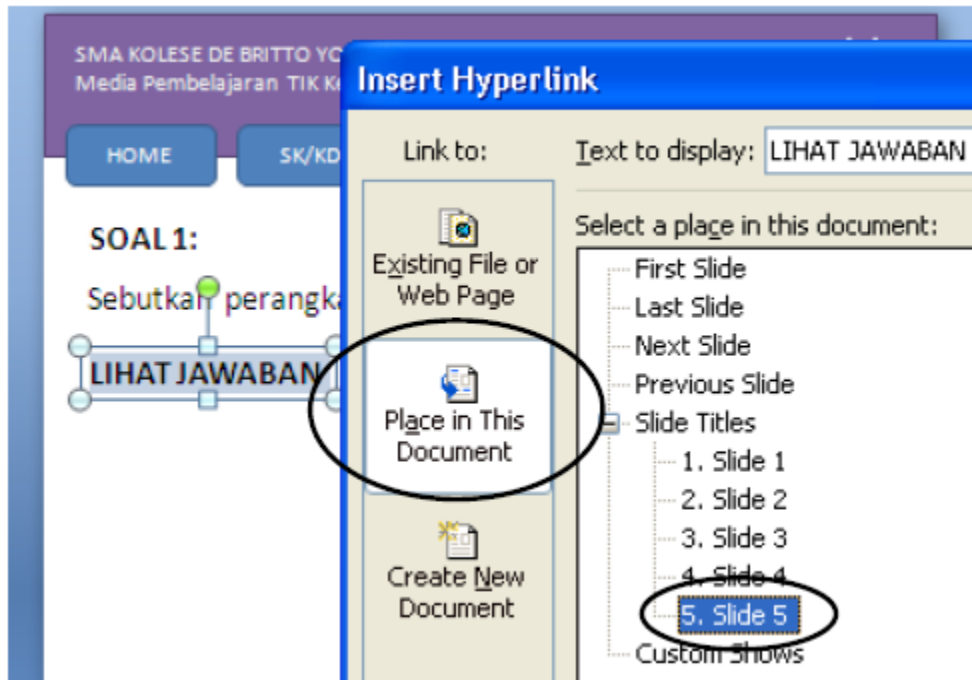 SMA KOLESE DE BRITTO
Media Pembelajaran TIK
HOME
SK/KD
SOAL 1:
Sebutkan
LIHAT JAWABAN
Insert Hyperlink
Link to:
Text to display: LIHAT JAWABAN
Existing File or
Web Page
Place in This
Document
Create New
Document
Select a place in this document:
First Slide
Last Slide
Next Slide
Previous Slide
Slide Titles
1. Slide 1
2. Slide 2
3. Slide 3
4. Slide 4
5. Slide 5
Custom Shows